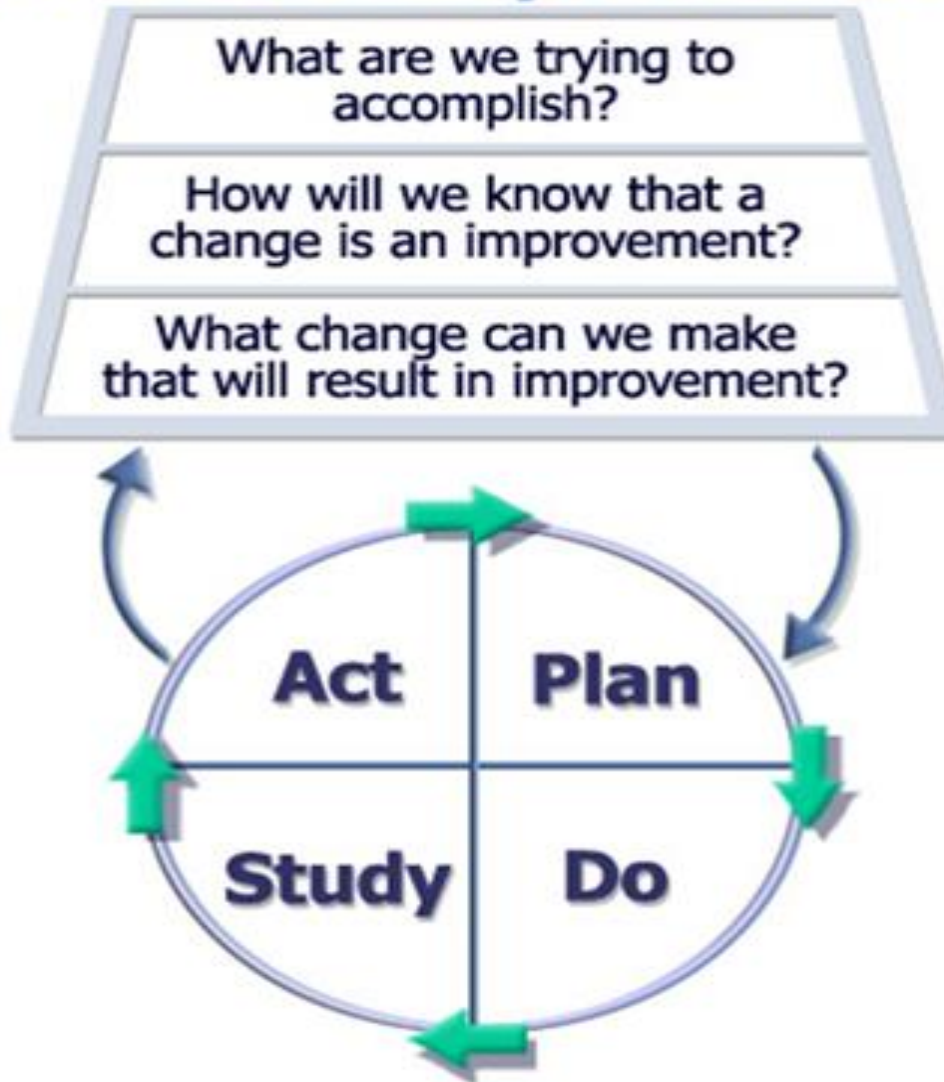 What are we trying to
accomplish?
How will we know that a
change is an improvement?
What change can we make
that will result in improvement?
Act
Plan
Study
Do